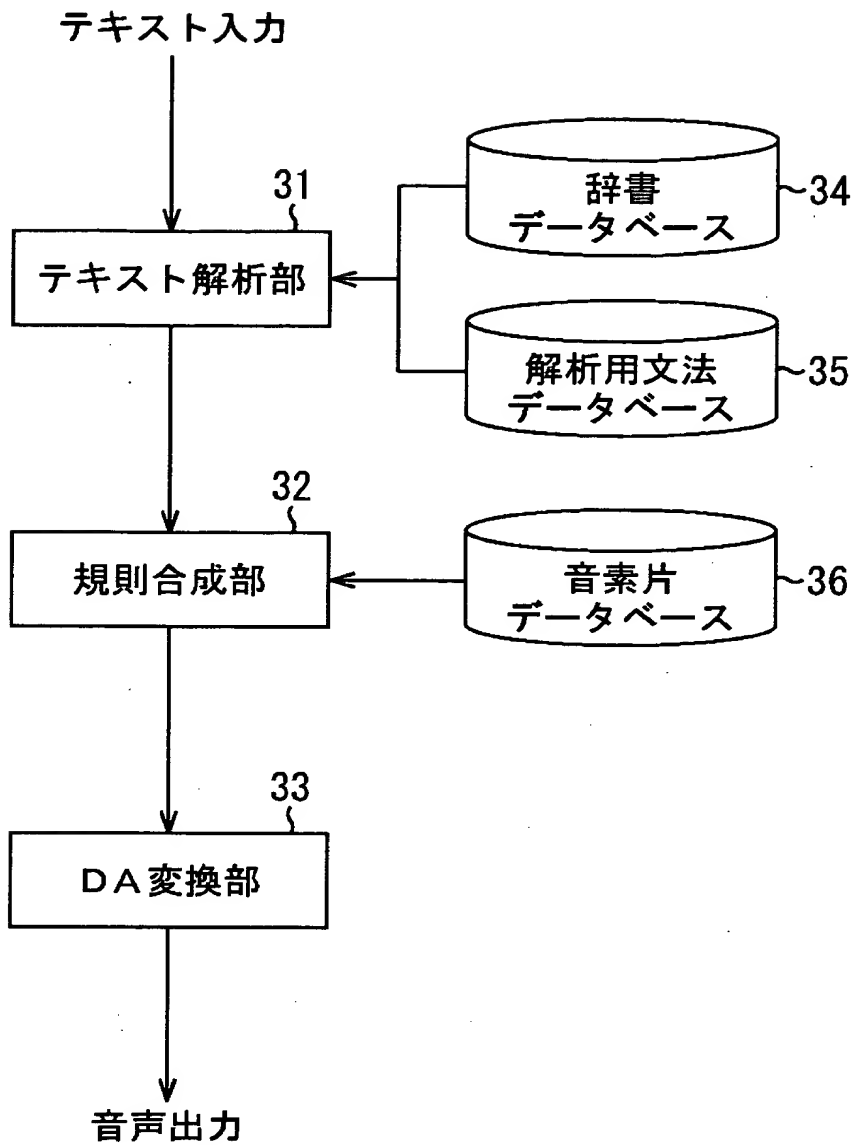 テキスト入力
31
テキスト解析部
辞書
データベース
34
解析用文法
データベース
35
32
規則合成部
音素片
データベース
36
33
DA変換部
音声出力